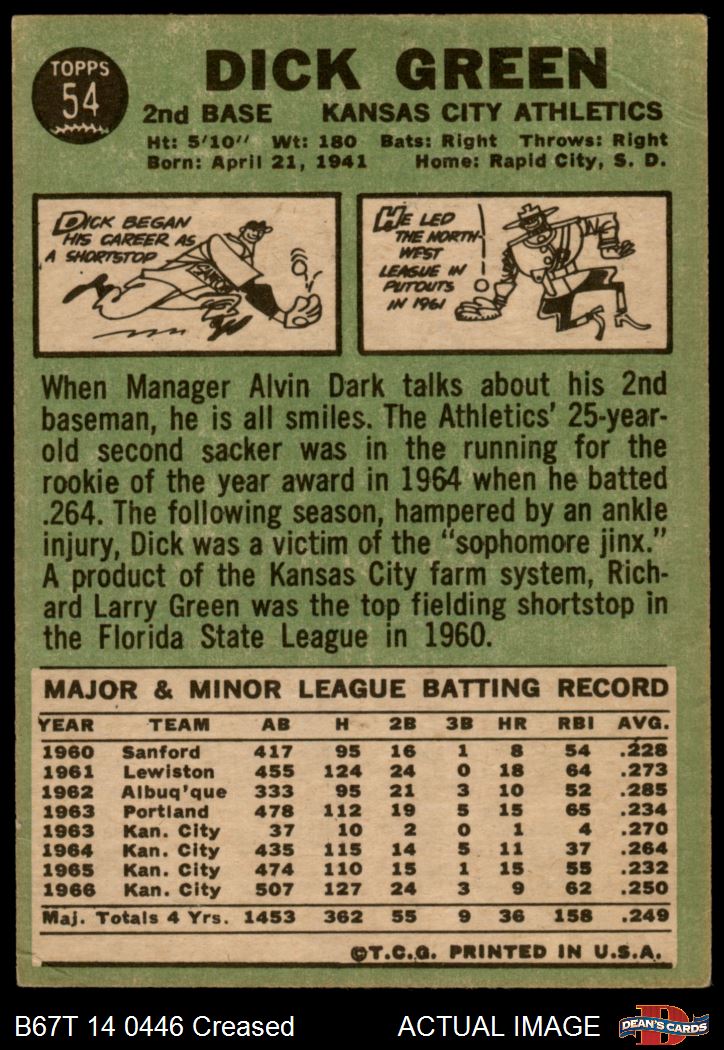 TOPPS
54
DICK GREEN
2nd BASE KANSAS CITY ATHLETICS
Ht: 5'10" Wt: 180 Bats: Right Throws: Right
Born: April 21, 1941 Home: Rapid City, S. D.
DICK BEGAN
HIS CAREER AS
A SHORTSTOP
HE LED
THE NORTH-
WEST
LEAGUE IN
PUTOUTS
IN 1961
When Manager Alvin Dark talks about his 2nd
baseman, he is all smiles. The Athletics' 25-year-
old second sacker was in the running for the
rookie of the year award in 1964 when he batted
.264. The following season, hampered by an ankle
injury, Dick was a victim of the "sophomore jinx."
A product of the Kansas City farm system, Rich-
ard Larry Green was the top fielding shortstop in
the Florida State League in 1960.
MAJOR & MINOR LEAGUE BATTING RECORD
YEAR TEAM AB H 2B 3B HR RBI AVG.
1960 Sanford 417 95 16 1 8 54 .228
1961 Lewiston 455 124 24 0 18 64 .273
1962 Albuq'que 333 95 21 3 10 52 .285
1963 Portland 478 112 19 5 15 65 .234
1963 Kan. City 37 10 2 0 1 4 .270
1964 Kan. City 435 115 14 5 11 37 .264
1965 Kan. City 474 110 15 1 15 55 .232
1966 Kan. City 507 127 24 3 9 62 .250
Maj. Totals 4 Yrs. 1453 362 55 9 36 158 .249
©T.C.G. PRINTED IN U.S.A.
B67T 14 0446 Creased ACTUAL IMAGE
DEAN'S CARDS